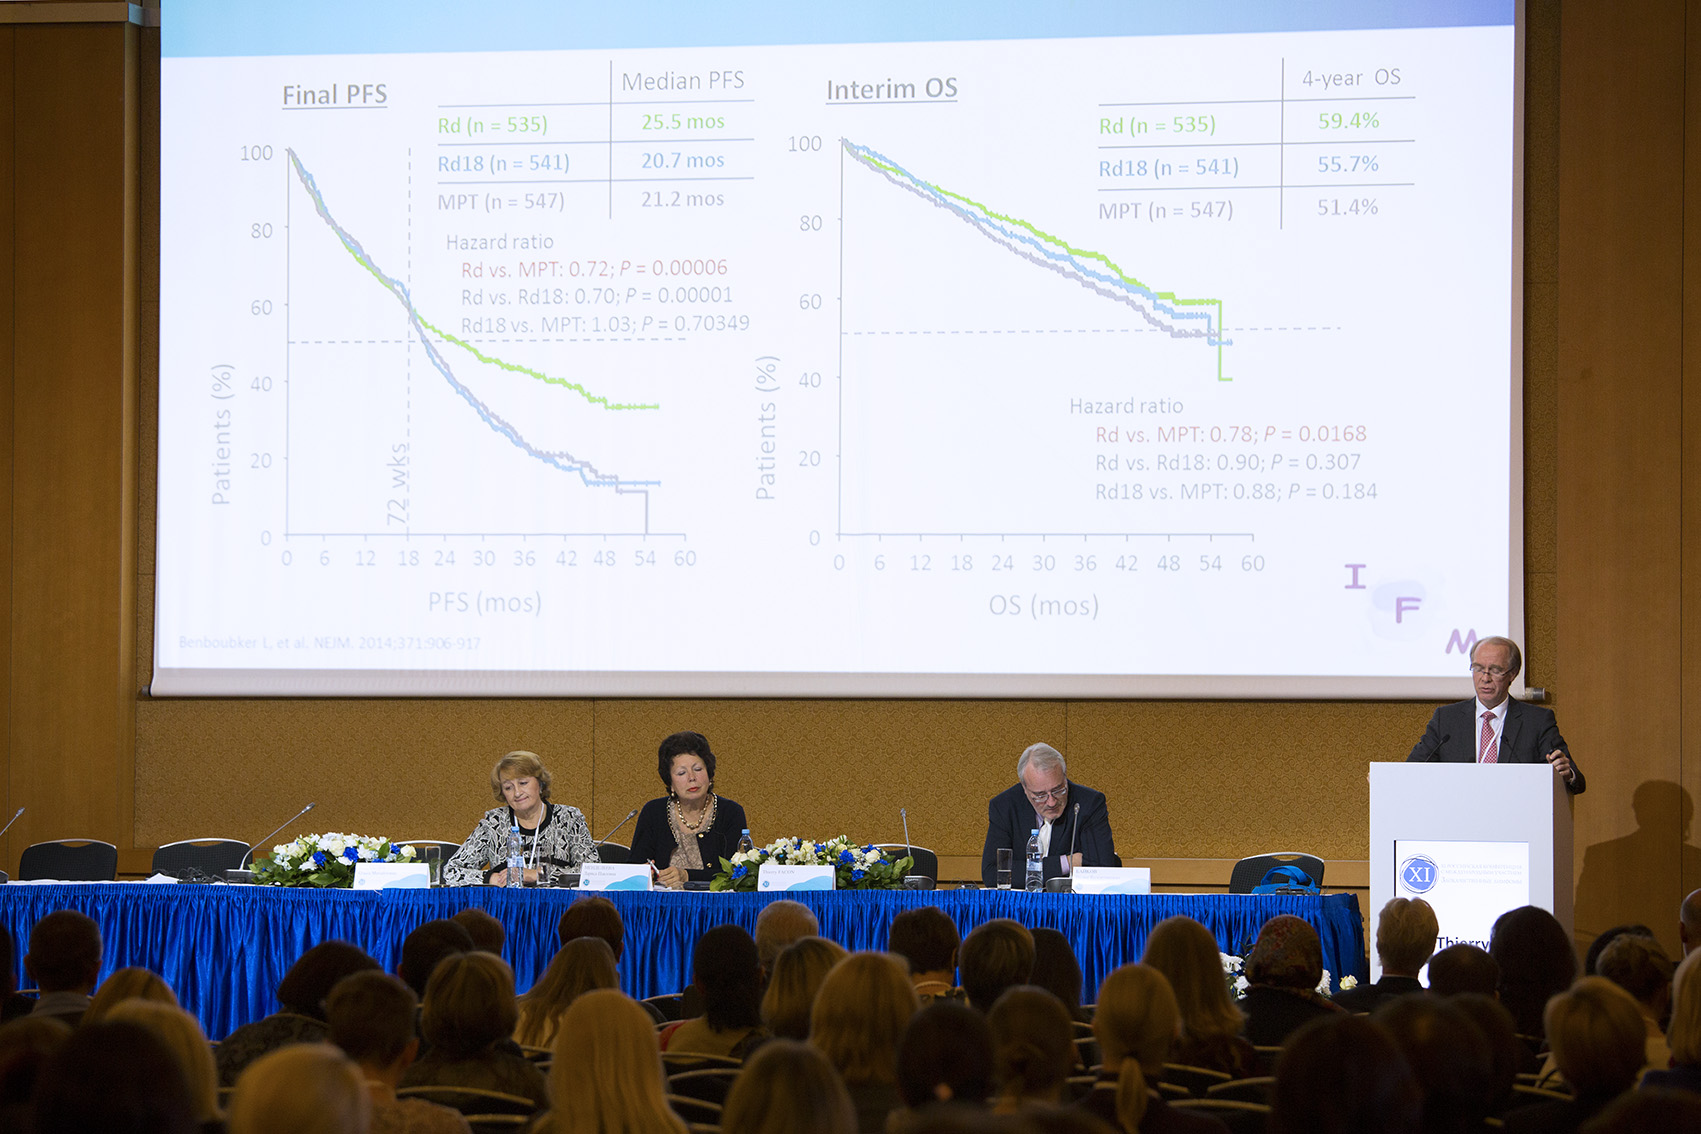 Final PFS
Median PFS
Rd (n = 535) 25.5 mos
Rd18 (n = 541) 20.7 mos
MPT (n = 547) 21.2 mos
Hazard ratio
Rd vs. MPT: 0.72; P = 0.00006
Rd vs. Rd18: 0.70; P = 0.00001
Rd18 vs. MPT: 1.03; P = 0.70349
100
80
60
40
20
0
Patients (%)
72 wks
0 6 12 18 24 30 36 42 48 54 60
PFS (mos)
Interim OS
4-year OS
Rd (n = 535) 59.4%
Rd18 (n = 541) 55.7%
MPT (n = 547) 51.4%
100
80
60
40
20
0
Patients (%)
Hazard ratio
Rd vs. MPT: 0.78; P = 0.0168
Rd vs. Rd18: 0.90; P = 0.307
Rd18 vs. MPT: 0.88; P = 0.184
0 6 12 18 24 30 36 42 48 54 60
OS (mos)
Benboubker L, et al. NEJM. 2014;371:906-917
I
F
M
XI
Thierry